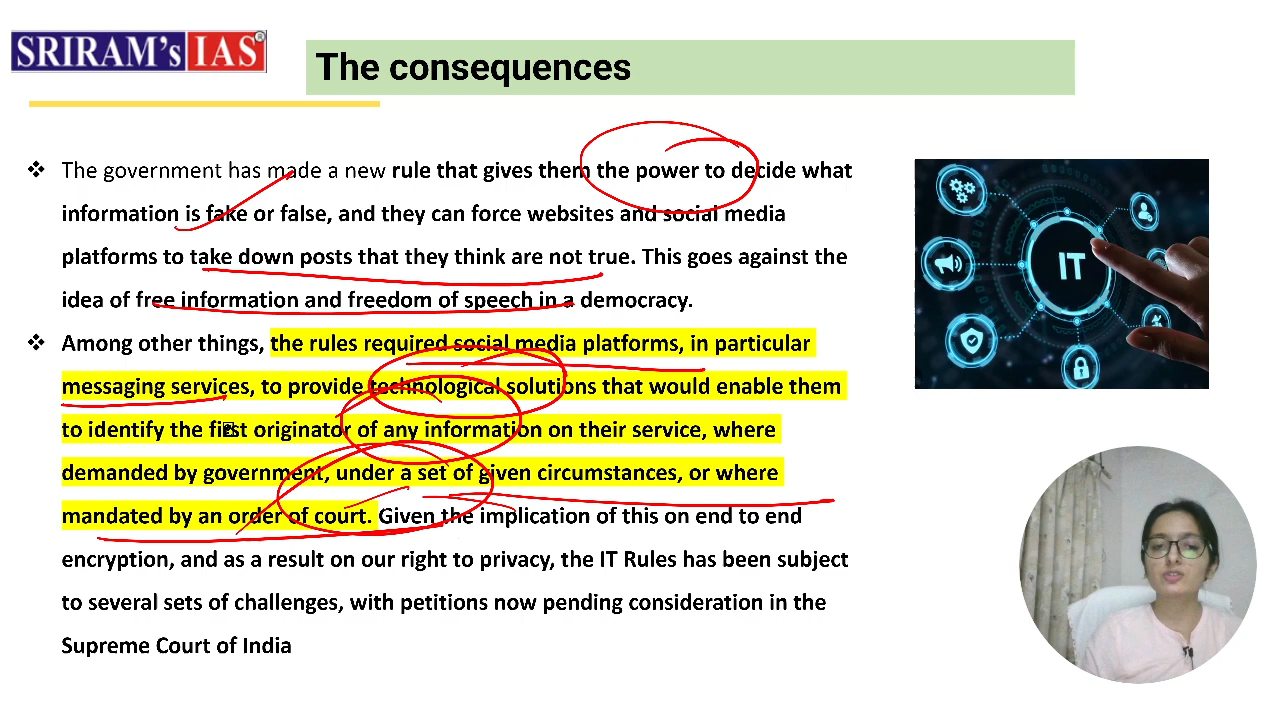 SRIRAM's IAS®
The consequences
❖ The government has made a new rule that gives them the power to decide what
information is fake or false, and they can force websites and social media
platforms to take down posts that they think are not true. This goes against the
idea of free information and freedom of speech in a democracy.
❖ Among other things, the rules required social media platforms, in particular
messaging services, to provide technological solutions that would enable them
to identify the first originator of any information on their service, where
demanded by government, under a set of given circumstances, or where
mandated by an order of court. Given the implication of this on end to end
encryption, and as a result on our right to privacy, the IT Rules has been subject
to several sets of challenges, with petitions now pending consideration in the
Supreme Court of India
IT